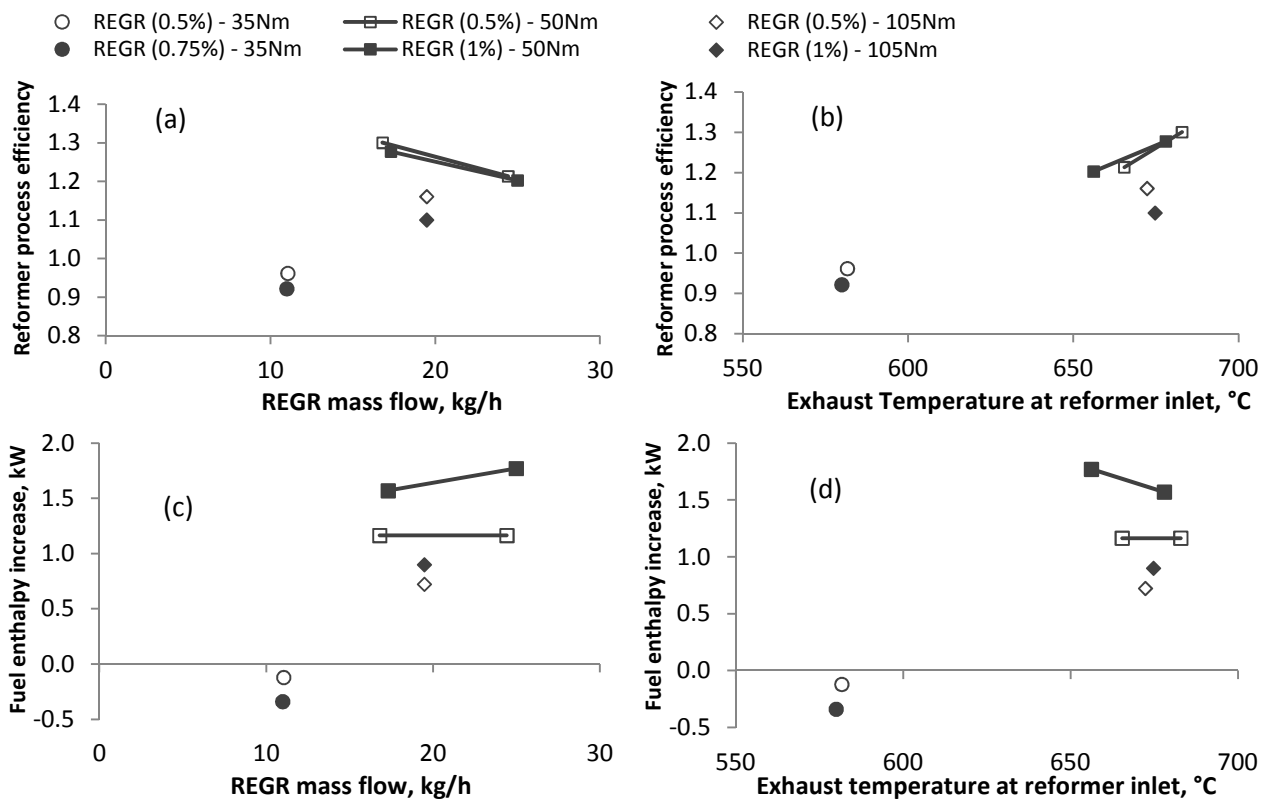 REGR (0.5%) - 35Nm REGR (0.5%) - 50Nm REGR (0.5%) - 105Nm
REGR (0.75%) - 35Nm REGR (1%) - 50Nm REGR (1%) - 105Nm
Reformer process efficiency
1.4
1.3
1.2
1.1
1.0
0.9
0.8
(a)
0 10 20 30
REGR mass flow, kg/h
Reformer process efficiency
1.4
1.3
1.2
1.1
1.0
0.9
0.8
(b)
550 600 650 700
Exhaust Temperature at reformer inlet, °C
Fuel enthalpy increase, kW
2.0
1.5
1.0
0.5
0.0
-0.5
(c)
0 10 20 30
REGR mass flow, kg/h
Fuel enthalpy increase, kW
2.0
1.5
1.0
0.5
0.0
-0.5
(d)
550 600 650 700
Exhaust temperature at reformer inlet, °C